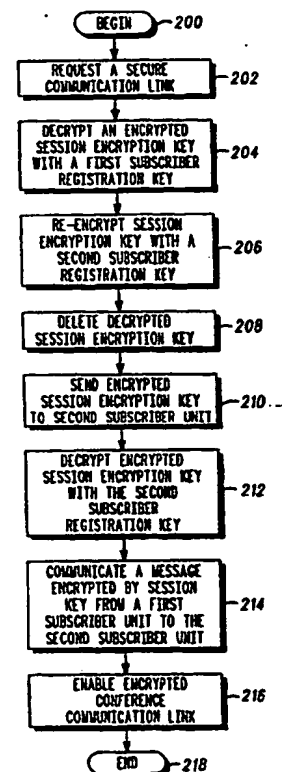 BEGIN
200
REQUEST A SECURE
COMMUNICATION LINK
202
DECRYPT AN ENCRYPTED
SESSION ENCRYPTION KEY
WITH A FIRST SUBSCRIBER
REGISTRATION KEY
204
RE-ENCRYPT SESSION
ENCRYPTION KEY WITH A
SECOND SUBSCRIBER
REGISTRATION KEY
206
DELETE DECRYPTED
SESSION ENCRYPTION KEY
208
SEND ENCRYPTED
SESSION ENCRYPTION KEY
TO SECOND SUBSCRIBER UNIT
210
DECRYPT ENCRYPTED
SESSION ENCRYPTION KEY
WITH THE SECOND
SUBSCRIBER
REGISTRATION KEY
212
COMMUNICATE A MESSAGE
ENCRYPTED BY SESSION
KEY FROM A FIRST
SUBSCRIBER UNIT TO THE
SECOND SUBSCRIBER UNIT
214
ENABLE ENCRYPTED
CONFERENCE
COMMUNICATION LINK
216
END
218